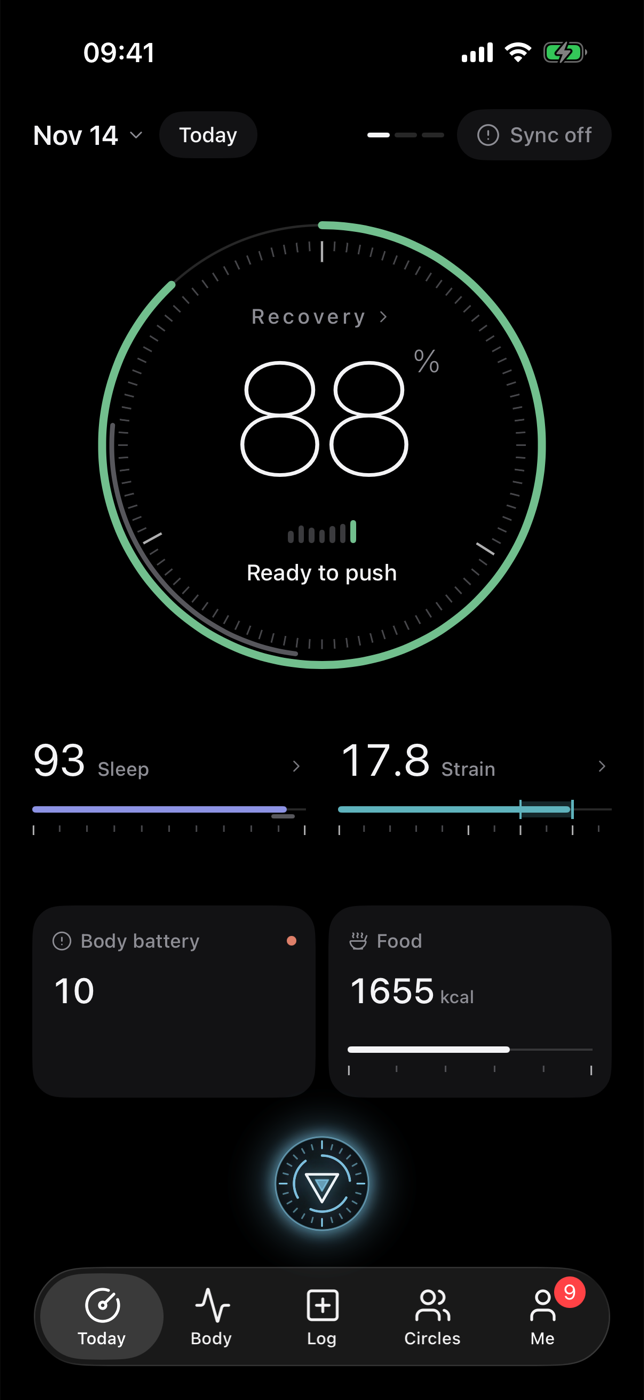 09:41
Nov 14
Today
Sync off
Recovery
88 %
Ready to push
93 Sleep
17.8 Strain
Body battery
10
Food
1655 kcal
Today
Body
Log
Circles
Me
9